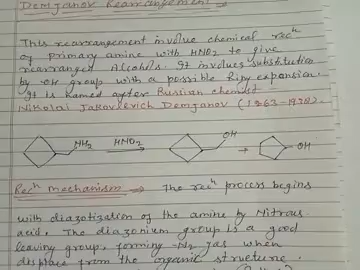 Demjanov Rearrangement →
This rearrangement involve chemical recⁿ
of primary amine with HNO₂ to give
rearranged Alcohols. It involves substitution
by -OH group with a possible Ring expansion.
It is named after Russian chemist
Nikolai Jakovlevich Demjanov (1863-1938).
NH₂ HNO₂ → OH + OH
Recⁿ mechanism → The recⁿ process begins
with diazotization of the amine by Nitrous
acid. The diazonium group is a good
leaving group, forming -N₂ gas when
displace from the organic structure.